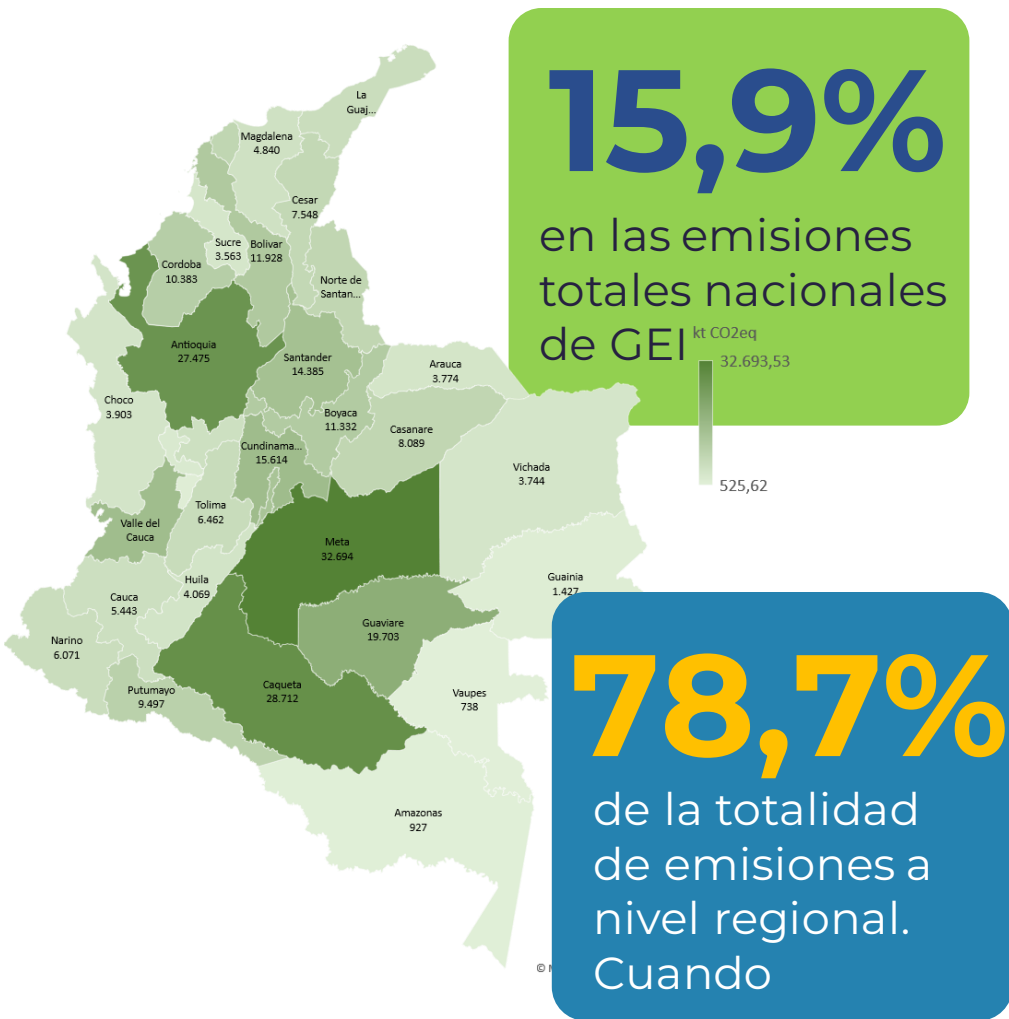 15,9%
en las emisiones
totales nacionales
de GEI
kt CO2eq
32.693,53
525,62
La
Guaj...
Magdalena
4.840
Cesar
7.548
Sucre
3.563
Bolivar
11.928
Cordoba
10.383
Norte de
Santan...
Antioquia
27.475
Santander
14.385
Arauca
3.774
Choco
3.903
Boyaca
11.332
Casanare
8.089
Cundinama...
15.614
Vichada
3.744
Tolima
6.462
Valle del
Cauca
Meta
32.694
Huila
4.069
Guainia
1.427
Cauca
5.443
Guaviare
19.703
Narino
6.071
Putumayo
9.497
Caqueta
28.712
Vaupes
738
Amazonas
927
©
78,7%
de la totalidad
de emisiones a
nivel regional.
Cuando